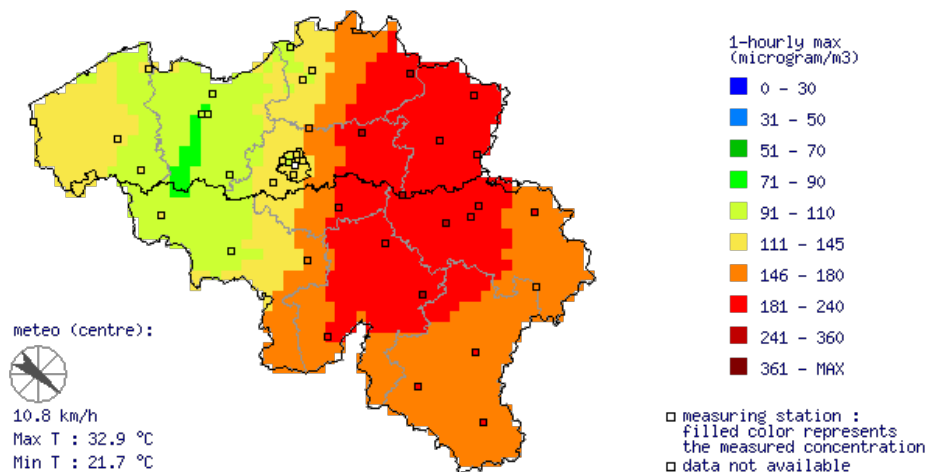 1-hourly max
(microgram/m3)
0 - 30
31 - 50
51 - 70
71 - 90
91 - 110
111 - 145
146 - 180
181 - 240
241 - 360
361 - MAX
meteo (centre):
10.8 km/h
Max T : 32.9 °C
Min T : 21.7 °C
measuring station :
filled color represents
the measured concentration
data not available